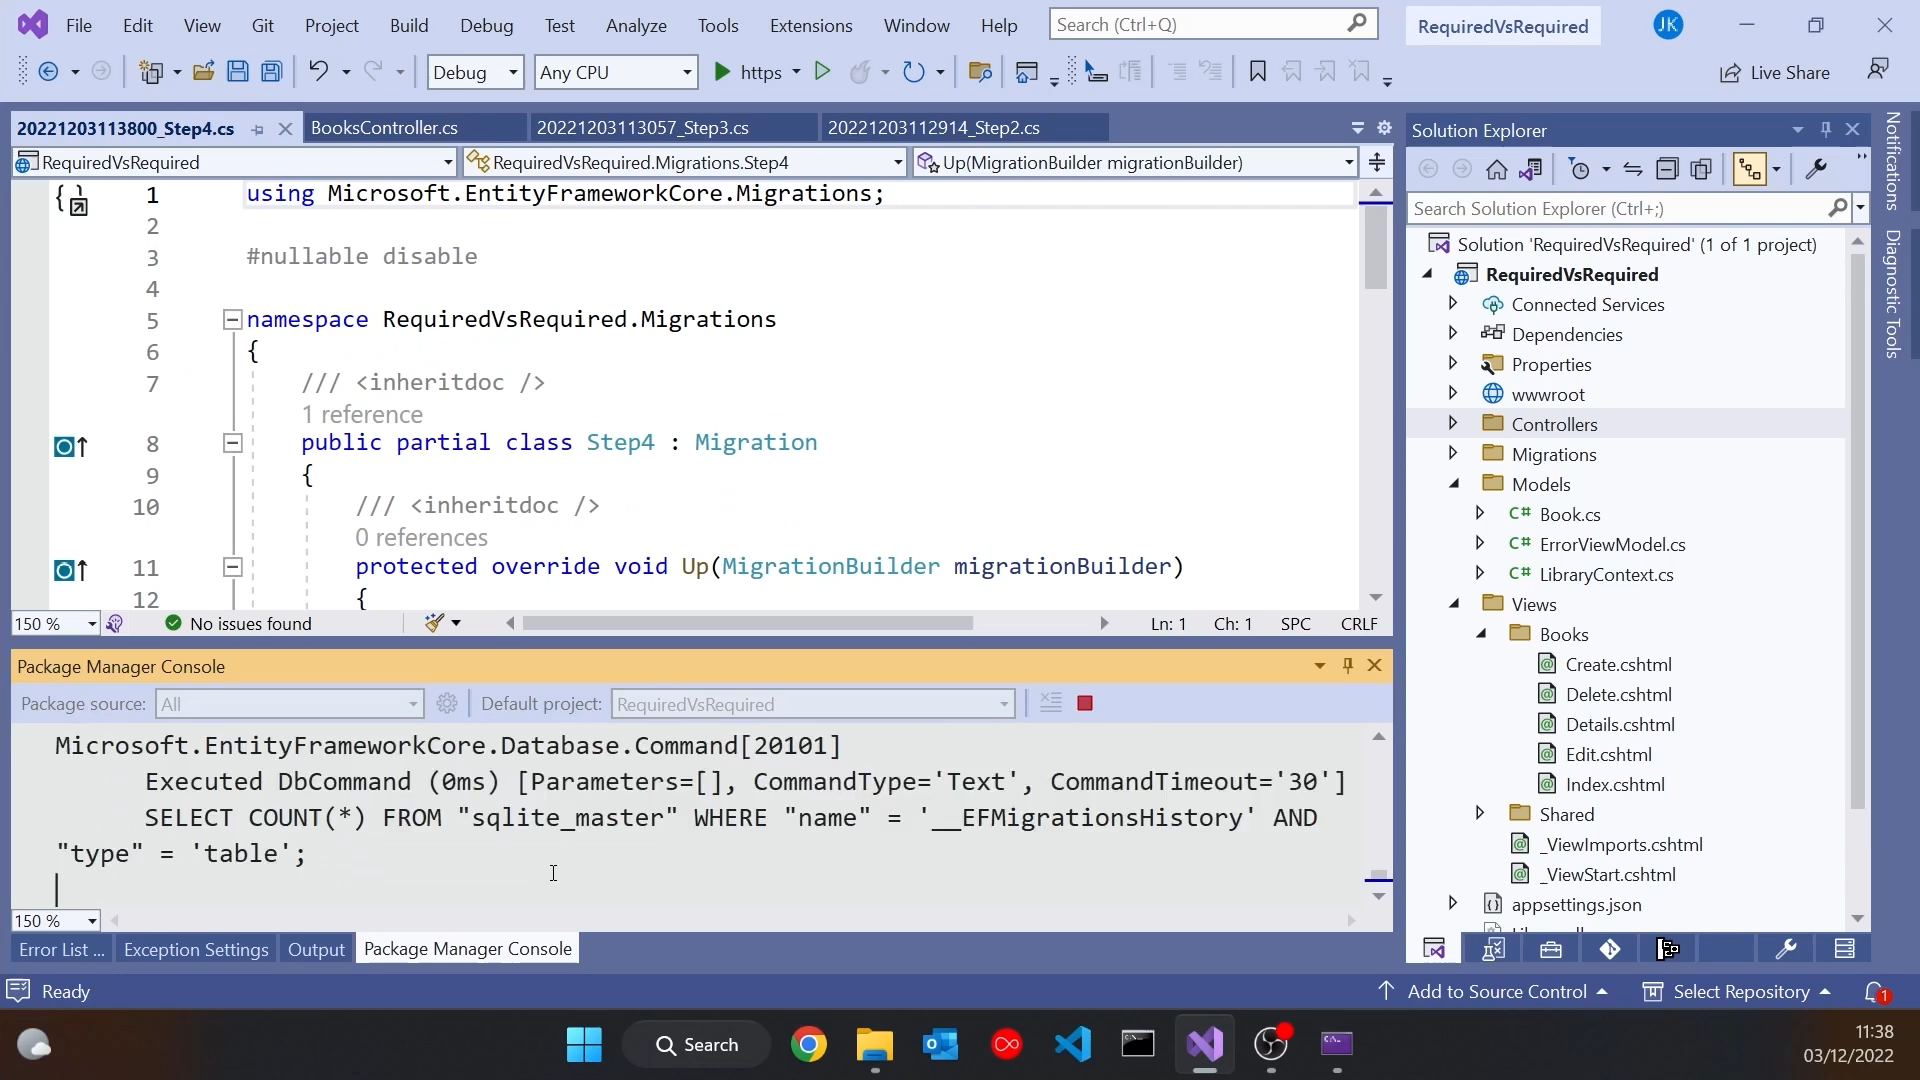 File Edit View Git Project Build Debug Test Analyze Tools Extensions Window Help Search (Ctrl+Q) RequiredVsRequired JK
Debug Any CPU https Live Share
20221203113800_Step4.cs BooksController.cs 20221203113057_Step3.cs 20221203112914_Step2.cs
RequiredVsRequired RequiredVsRequired.Migrations.Step4 Up(MigrationBuilder migrationBuilder)
1 using Microsoft.EntityFrameworkCore.Migrations;
2
3 #nullable disable
4
5 namespace RequiredVsRequired.Migrations
6 {
7 /// <inheritdoc />
1 reference
8 public partial class Step4 : Migration
9 {
10 /// <inheritdoc />
0 references
11 protected override void Up(MigrationBuilder migrationBuilder)
12 {
150 % No issues found Ln: 1 Ch: 1 SPC CRLF
Package Manager Console
Package source: All Default project: RequiredVsRequired
Microsoft.EntityFrameworkCore.Database.Command[20101]
Executed DbCommand (0ms) [Parameters=[], CommandType='Text', CommandTimeout='30']
SELECT COUNT(*) FROM "sqlite_master" WHERE "name" = '__EFMigrationsHistory' AND
"type" = 'table';
150 %
Error List ... Exception Settings Output Package Manager Console
Solution Explorer
Search Solution Explorer (Ctrl+;)
Solution 'RequiredVsRequired' (1 of 1 project)
RequiredVsRequired
Connected Services
Dependencies
Properties
wwwroot
Controllers
Migrations
Models
C# Book.cs
C# ErrorViewModel.cs
C# LibraryContext.cs
Views
Books
Create.cshtml
Delete.cshtml
Details.cshtml
Edit.cshtml
Index.cshtml
Shared
_ViewImports.cshtml
_ViewStart.cshtml
appsettings.json
Notifications
Diagnostic Tools
Ready Add to Source Control Select Repository 1
Search
11:38
03/12/2022